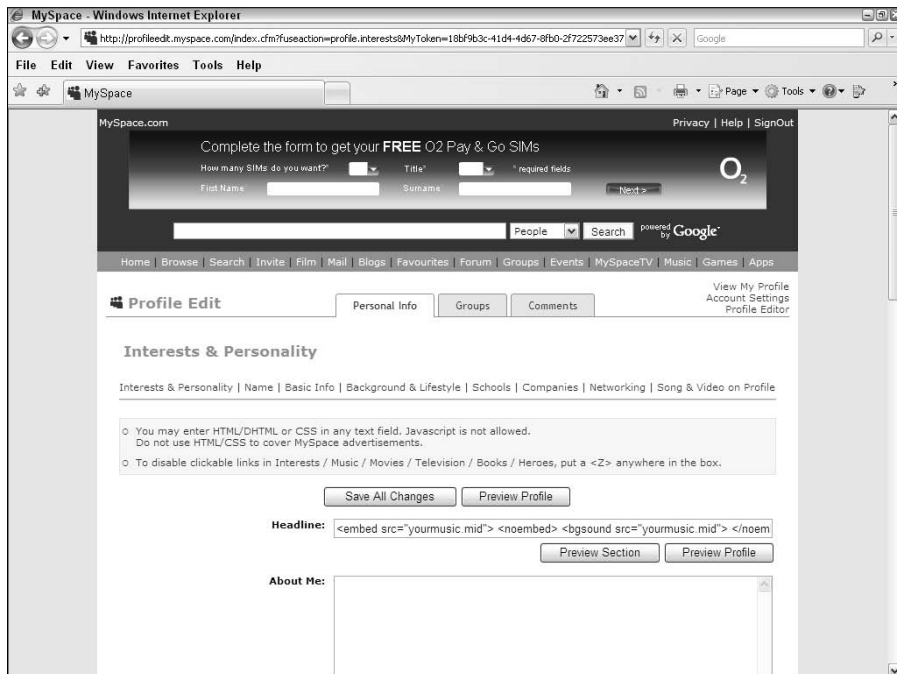 MySpace - Windows Internet Explorer
http://profileedit.myspace.com/index.cfm?fuseaction=profile.interests&MyToken=18bf9b3c-41d4-4d67-8fb0-2f722573ee37
Google
File Edit View Favorites Tools Help
MySpace
Page Tools
MySpace.com
Privacy | Help | SignOut
Complete the form to get your FREE O2 Pay & Go SIMs
How many SIMs do you want?* Title* * required fields
First Name Surname Next >
O2
People Search powered by Google
Home | Browse | Search | Invite | Film | Mail | Blogs | Favourites | Forum | Groups | Events | MySpaceTV | Music | Games | Apps
Profile Edit
Personal Info Groups Comments
View My Profile
Account Settings
Profile Editor
Interests & Personality
Interests & Personality | Name | Basic Info | Background & Lifestyle | Schools | Companies | Networking | Song & Video on Profile
You may enter HTML/DHTML or CSS in any text field. Javascript is not allowed.
Do not use HTML/CSS to cover MySpace advertisements.
To disable clickable links in Interests / Music / Movies / Television / Books / Heroes, put a <Z> anywhere in the box.
Save All Changes Preview Profile
Headline: <embed src="yourmusic.mid"> <noembed> <bgsound src="yourmusic.mid"> </noem
Preview Section Preview Profile
About Me: